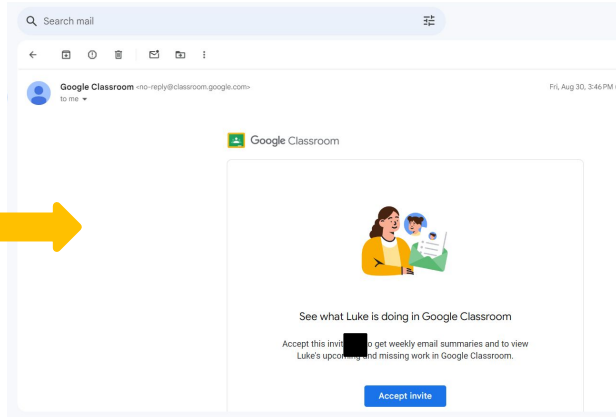 Search mail
Google Classroom <no-reply@classroom.google.com> Fri, Aug 30, 3:46 PM
to me
Google Classroom
See what Luke is doing in Google Classroom
Accept this to get weekly email summaries and to view
Luke's and missing work in Google Classroom.
Accept invite